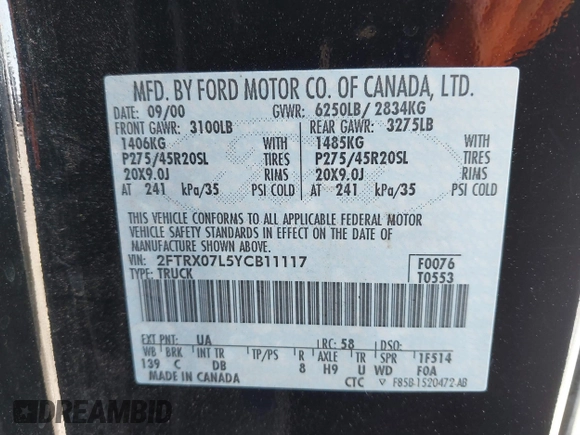 MFD. BY FORD MOTOR CO. OF CANADA, LTD.
DATE: 09/00 GVWR: 6250LB/ 2834KG
FRONT GAWR: 3100LB REAR GAWR: 3275LB
1406KG WITH 1485KG WITH
P275/45R20SL TIRES P275/45R20SL TIRES
20X9.0J RIMS 20X9.0J RIMS
AT 241 kPa/35 PSI COLD AT 241 kPa/35 PSI COLD
THIS VEHICLE CONFORMS TO ALL APPLICABLE FEDERAL MOTOR
VEHICLE SAFETY STANDARDS IN EFFECT ON THE DATE OF
MANUFACTURE SHOWN ABOVE.
VIN: 2FTRX07L5YCB11117 F0076
TYPE: TRUCK T0553
EXT PNT: UA RC: 58 DSO:
WB BRK INT TR TP/PS R AXLE TR SPR 1F514
139 C DB 8 H9 U WD F0A
MADE IN CANADA CTC ▽ F85B-1520472-AB
DREAMBID